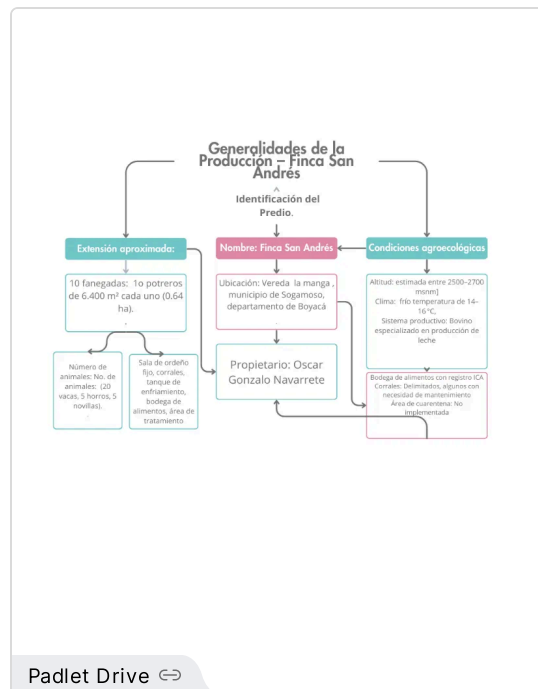 Generalidades de la
Producción – Finca San
Andrés
Identificación del
Predio.
Extensión aproximada:
Nombre: Finca San Andrés
Condiciones agroecológicas
10 fanegadas: 1o potreros
de 6.400 m² cada uno (0.64
ha).
.
Ubicación: Vereda la manga ,
municipio de Sogamoso,
departamento de Boyacá
Altitud: estimada entre 2500–2700
msnm]
Clima: frío temperatura de 14–
16 °C,
Sistema productivo: Bovino
especializado en producción de
leche
Número de
animales: No. de
animales: (20
vacas, 5 horros, 5
novillas).
.
Sala de ordeño
fijo, corrales,
tanque de
enfriamiento,
bodega de
alimentos, área de
tratamiento
Propietario: Oscar
Gonzalo Navarrete
Bodega de alimentos con registro ICA
Corrales: Delimitados, algunos con
necesidad de mantenimiento
Área de cuarentena: No
Implementada
Padlet Drive